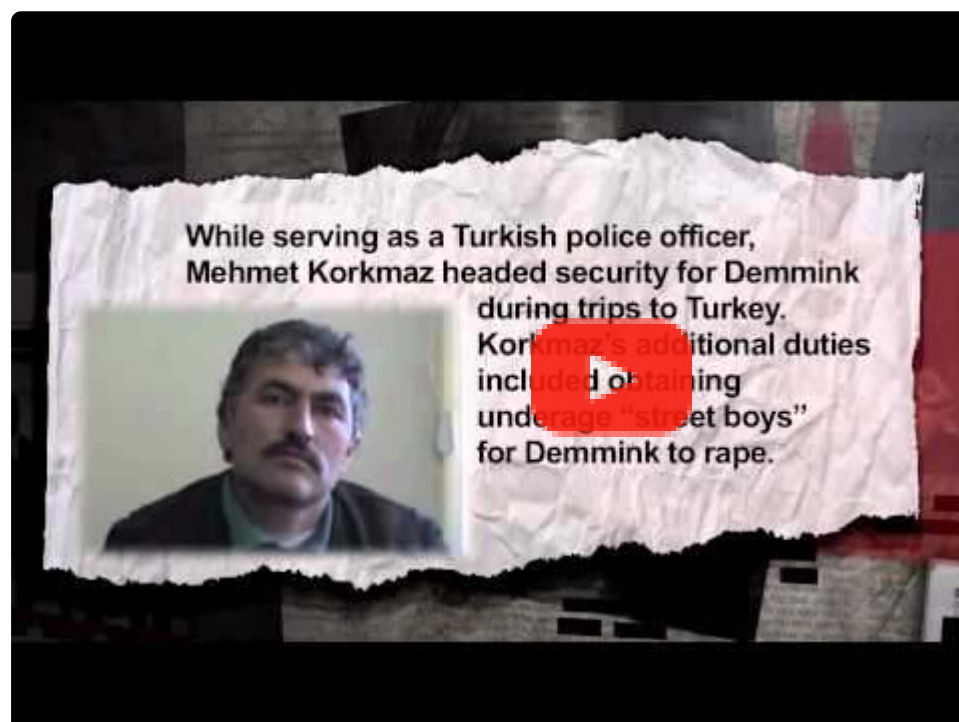 While serving as a Turkish police officer,
Mehmet Korkmaz headed security for Demmink
during trips to Turkey.
Korkmaz's additional duties
included obtaining
underage "street boys"
for Demmink to rape.